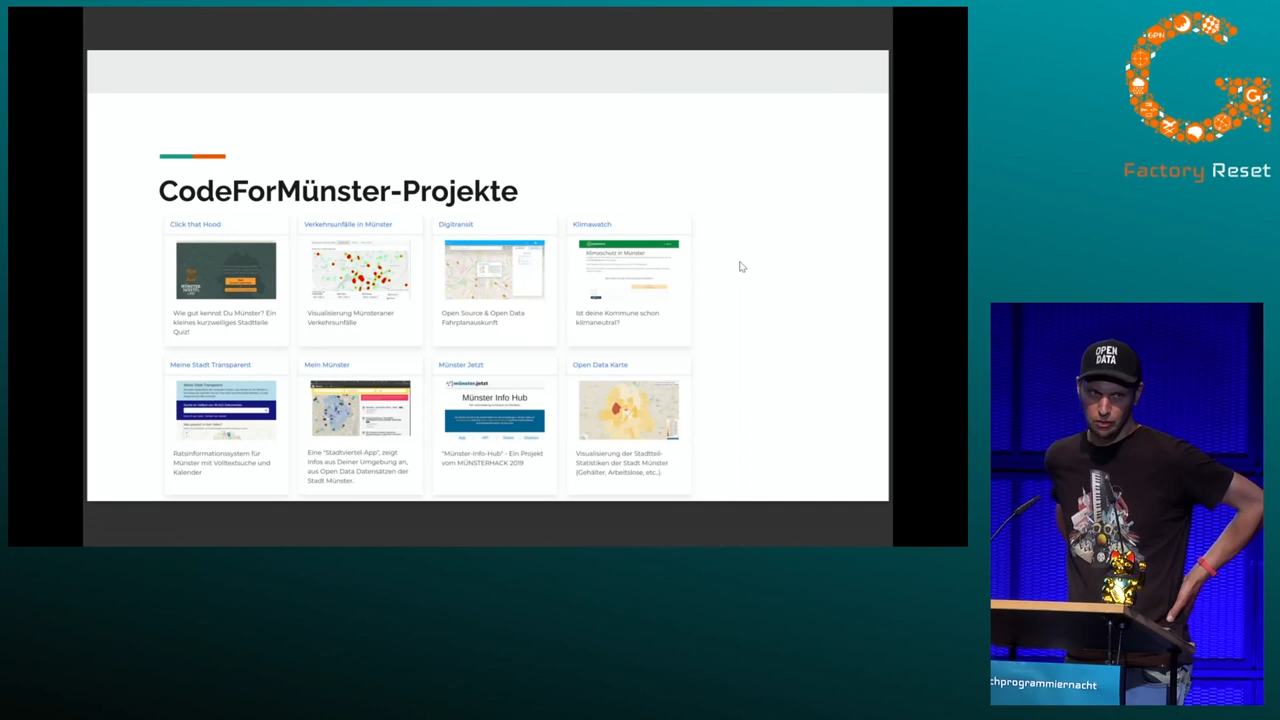 CodeForMünster-Projekte
Click that Hood
Wie gut kennst Du Münster? Ein
kleines kurzweiliges Stadtteile
Quiz!
Verkehrsunfälle in Münster
Visualisierung Münsteraner
Verkehrsunfälle
Digitransit
Open Source & Open Data
Fahrplanauskunft
Klimawatch
Klimaschutz in Münster
Ist deine Kommune schon
klimaneutral?
Meine Stadt Transparent
Ratsinformationssystem für
Münster mit Volltextsuche und
Kalender
Mein Münster
Eine "Stadtviertel-App", zeigt
Infos aus Deiner Umgebung an,
aus Open Data Datensätzen der
Stadt Münster.
Münster Jetzt
münster.jetzt
Münster Info Hub
"Münster-Info-Hub" - Ein Projekt
vom MÜNSTERHACK 2019
Open Data Karte
Visualisierung der Stadtteil-
Statistiken der Stadt Münster
(Gehälter, Arbeitslose, etc.).
GPN
Factory Reset
OPEN
DATA
chprogrammiernacht